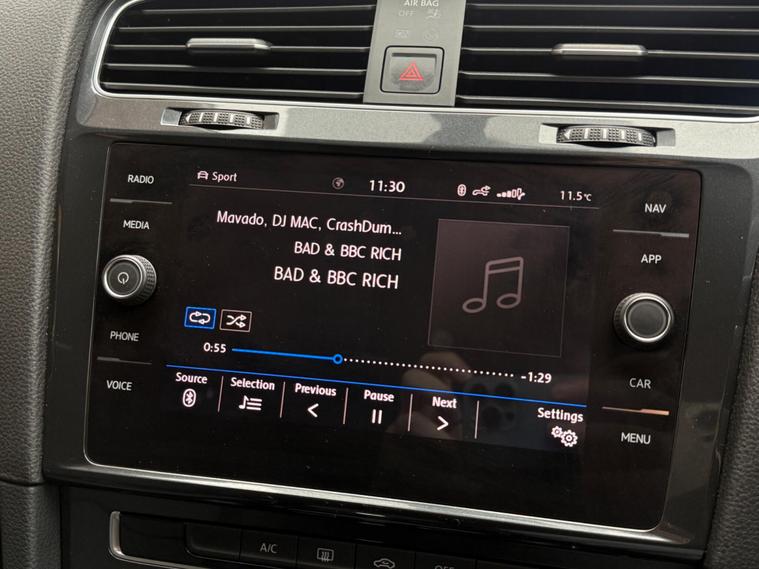 AIR BAG
OFF
RADIO
Sport
11:30
11.5°C
NAV
MEDIA
Mavado, DJ MAC, CrashDum...
BAD & BBC RICH
BAD & BBC RICH
APP
PHONE
0:55
-1:29
VOICE
Source
Selection
Previous
Pause
Next
Settings
CAR
MENU
A/C
OFF